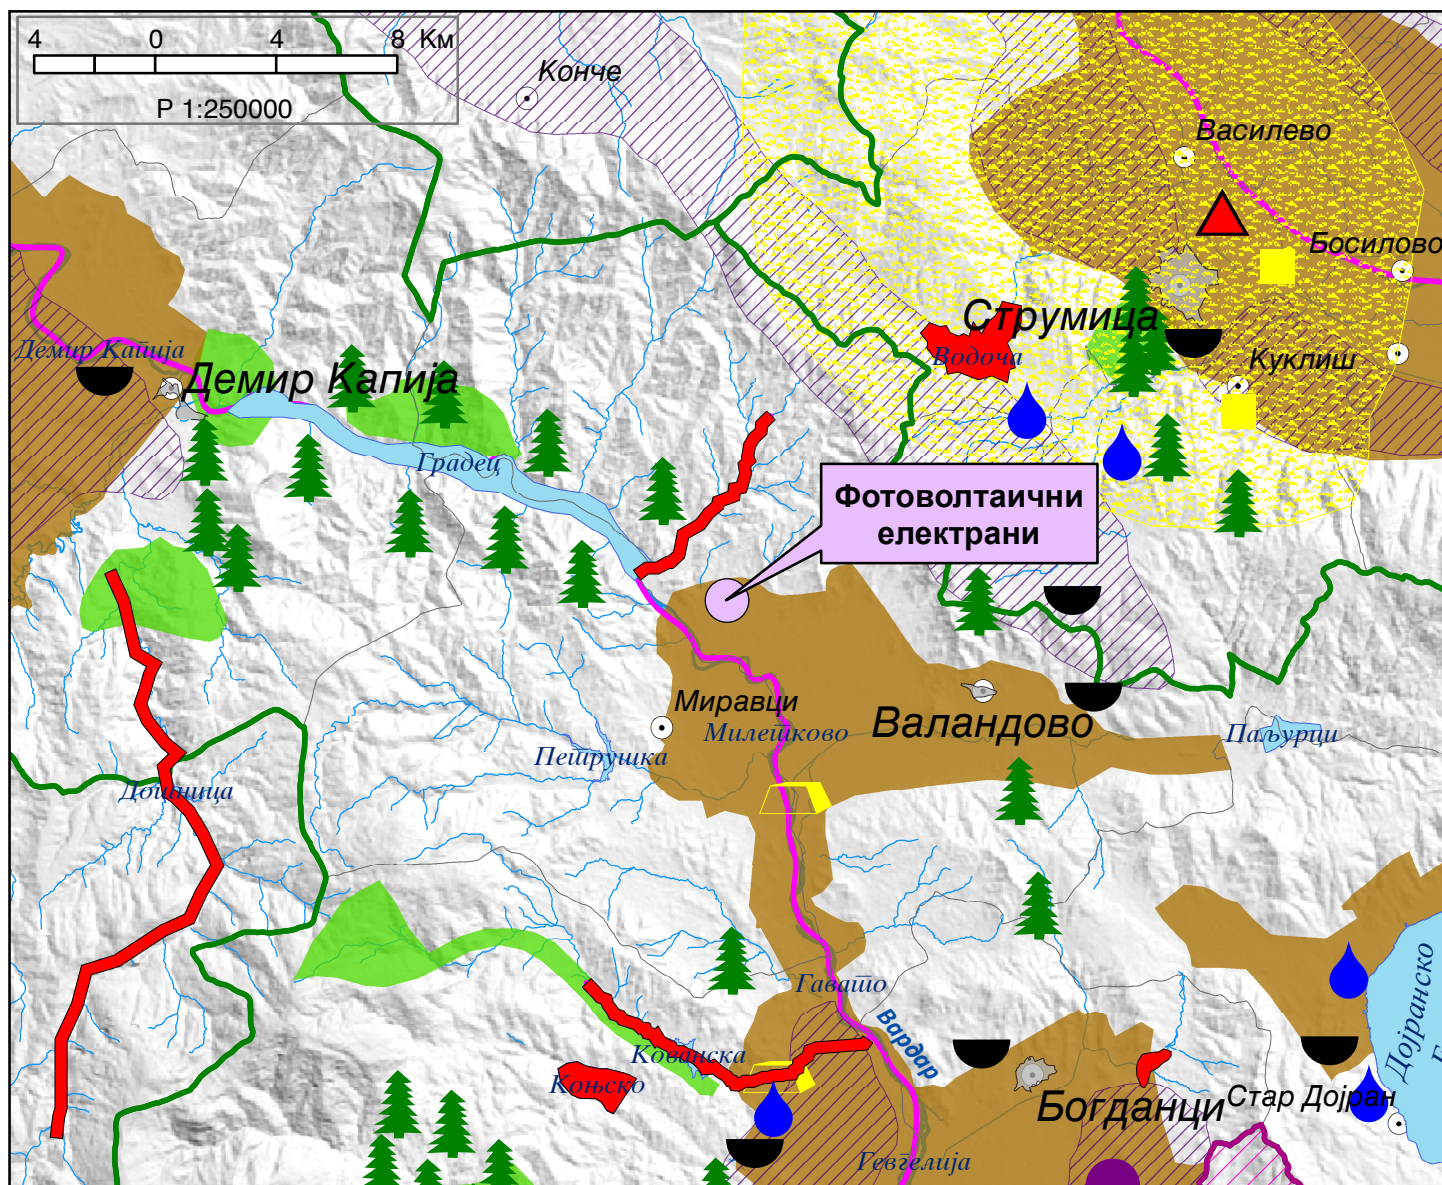 4 0 4 8 Км
Р 1:250000
Конче
Василево
Босилово
Струмица
Водоча
Куклиш
Демир Капија
Демир Капија
Градец
Фотоволтаични
електрани
Миравци
Милетково
Валандово
Петрушка
Паљурци
Дошница
Гавато
Вардар
Кованска
Коњско
Богданци
Стар Дојран
Дојранско
Гевгелија